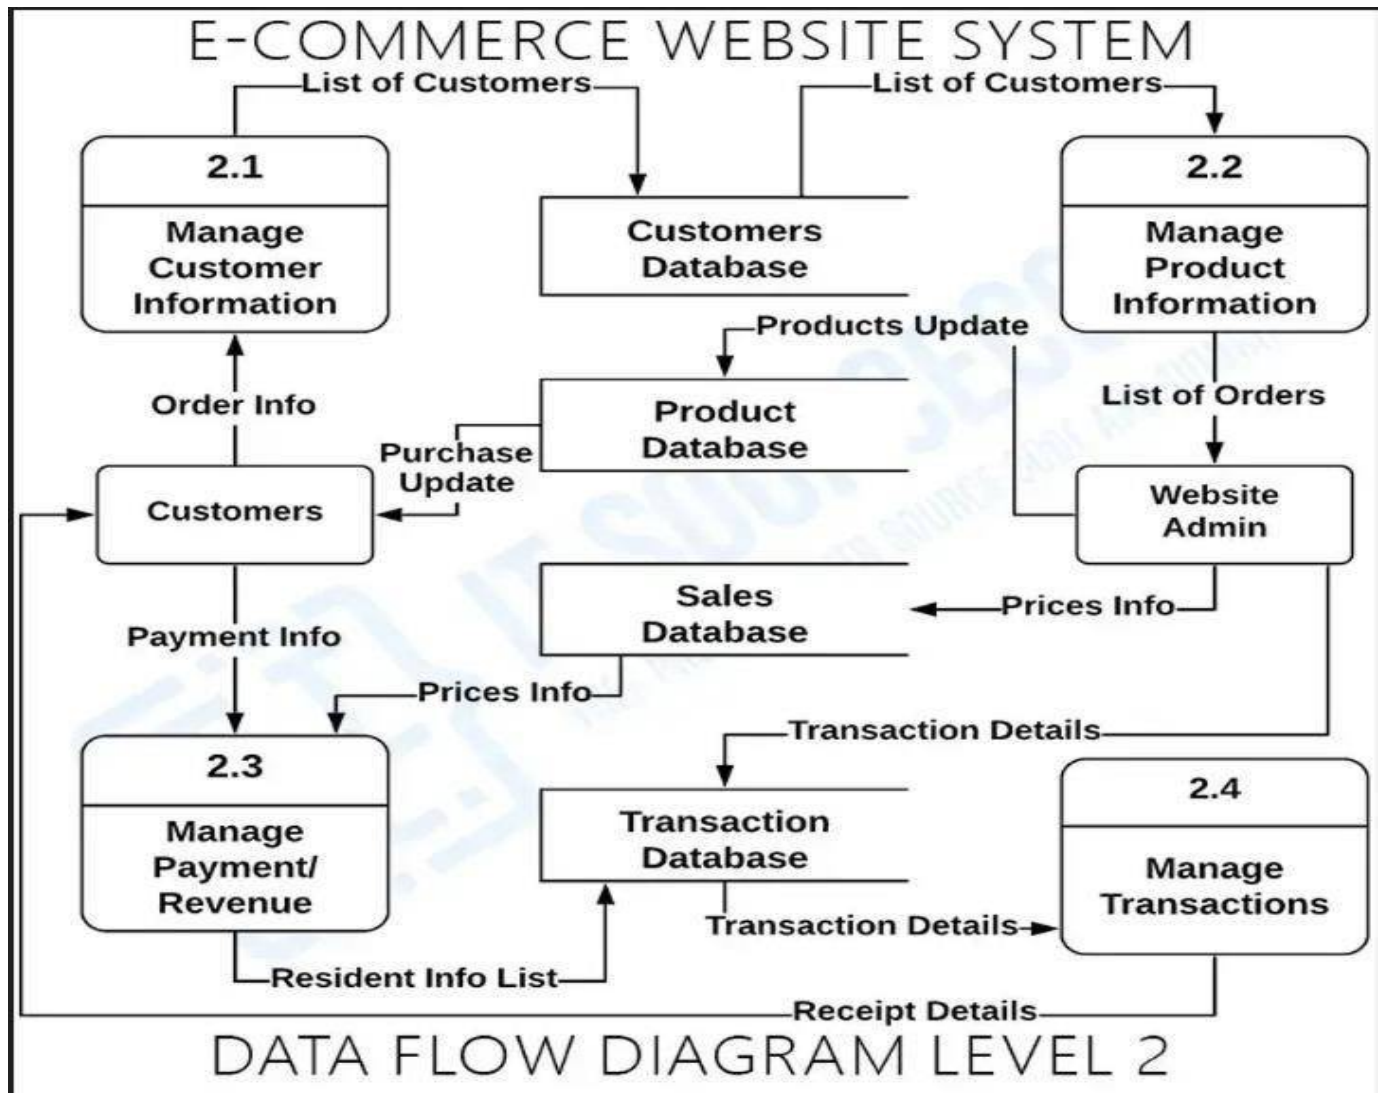 E-COMMERCE WEBSITE SYSTEM
List of Customers
List of Customers
2.1
Manage
Customer
Information
Customers
Database
2.2
Manage
Product
Information
Products Update
Order Info
Product
Database
List of Orders
Purchase
Update
Customers
Website
Admin
Sales
Database
Prices Info
Payment Info
Prices Info
Transaction Details
2.3
Manage
Payment/
Revenue
Transaction
Database
2.4
Manage
Transactions
Transaction Details
Resident Info List
Receipt Details
DATA FLOW DIAGRAM LEVEL 2